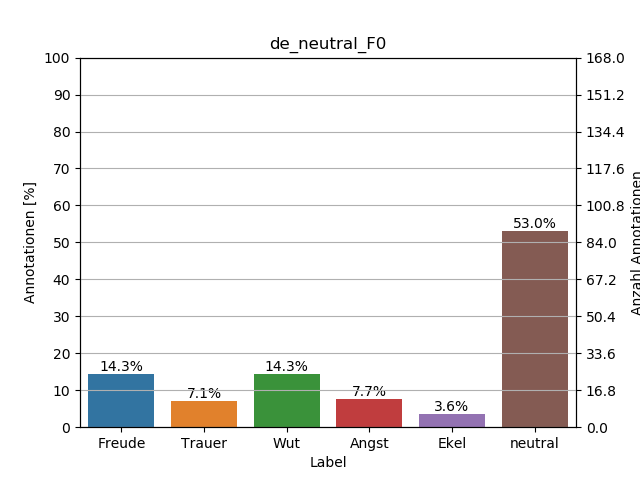 de_neutral_F0
100
90
80
70
60
50
40
30
20
10
0
Annotationen [%]
168.0
151.2
134.4
117.6
100.8
84.0
67.2
50.4
33.6
16.8
0.0
Anzahl Annotationen
14.3%
7.1%
14.3%
7.7%
3.6%
53.0%
Freude
Trauer
Wut
Angst
Ekel
neutral
Label